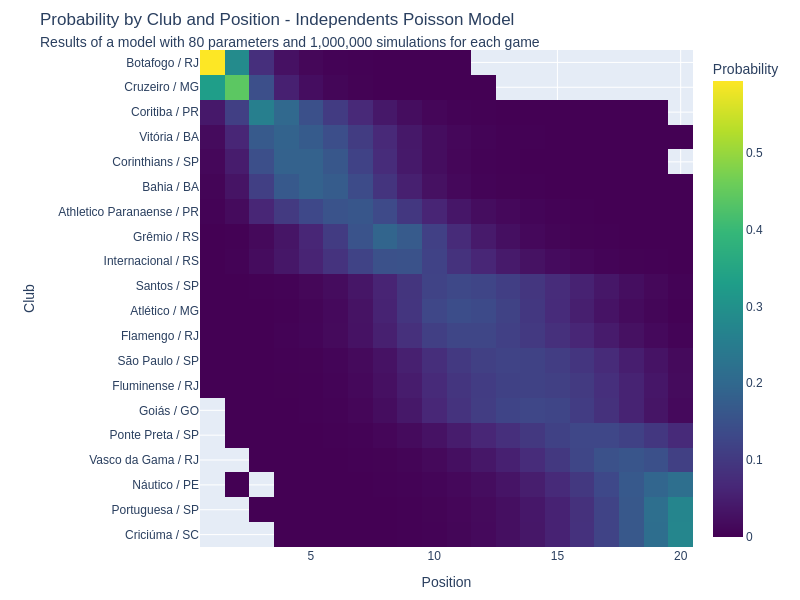 Probability by Club and Position - Independents Poisson Model
Results of a model with 80 parameters and 1,000,000 simulations for each game
Probability
Botafogo / RJ
Cruzeiro / MG
Coritiba / PR
Vitória / BA
Corinthians / SP
Bahia / BA
Athletico Paranaense / PR
Grêmio / RS
Internacional / RS
Santos / SP
Atlético / MG
Flamengo / RJ
São Paulo / SP
Fluminense / RJ
Goiás / GO
Ponte Preta / SP
Vasco da Gama / RJ
Náutico / PE
Portuguesa / SP
Criciúma / SC
Club
5
10
15
20
Position
0.5
0.4
0.3
0.2
0.1
0